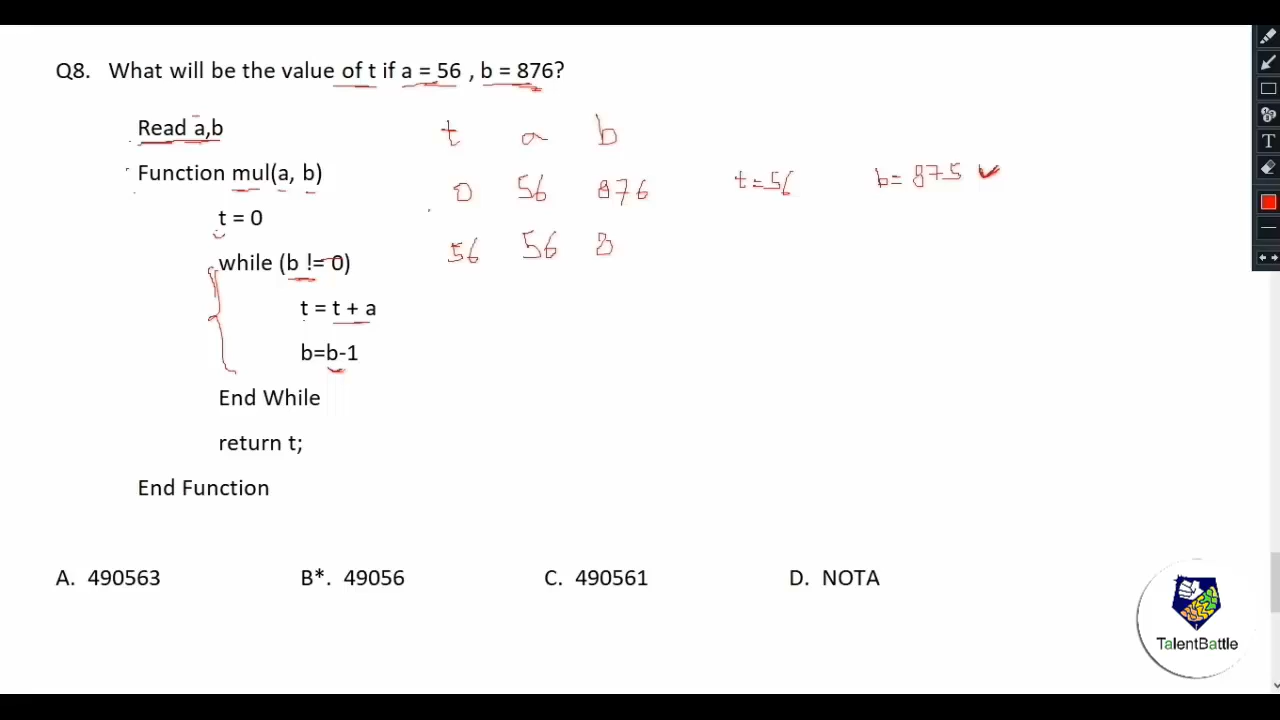 Q8. What will be the value of t if a = 56 , b = 876?
Read a,b
t a b
Function mul(a, b)
0 56 876 t=56 b= 875
t = 0
56 56 8
while (b != 0)
t = t + a
b=b-1
End While
return t;
End Function
A. 490563 B*. 49056 C. 490561 D. NOTA
TalentBattle
T